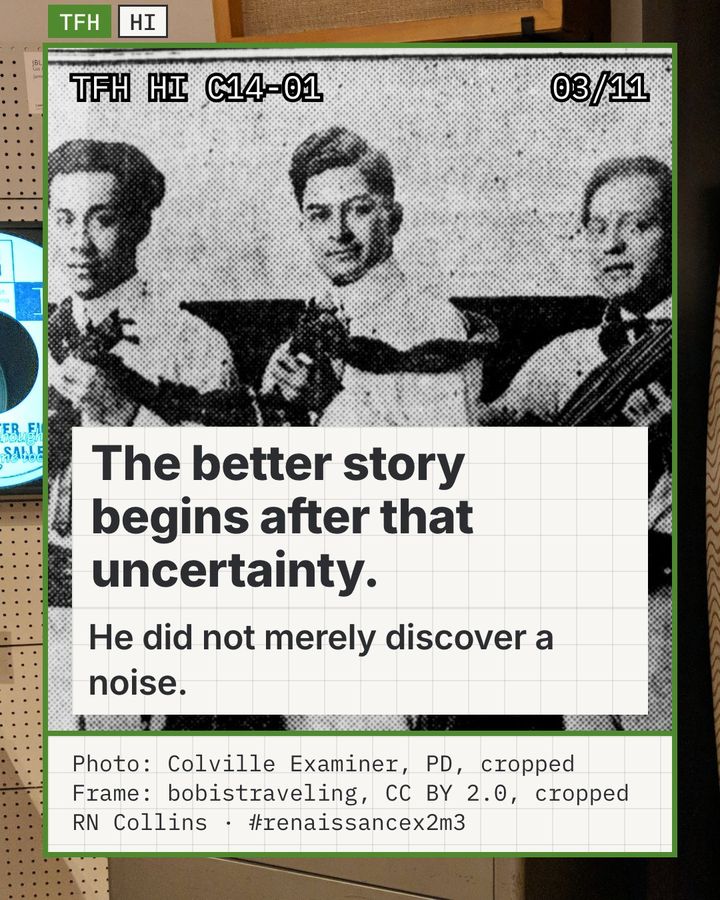 TFH HI
TFH HI C14-01 03/11
The better story
begins after that
uncertainty.
He did not merely discover a
noise.
Photo: Colville Examiner, PD, cropped
Frame: bobistraveling, CC BY 2.0, cropped
RN Collins · #renaissancex2m3